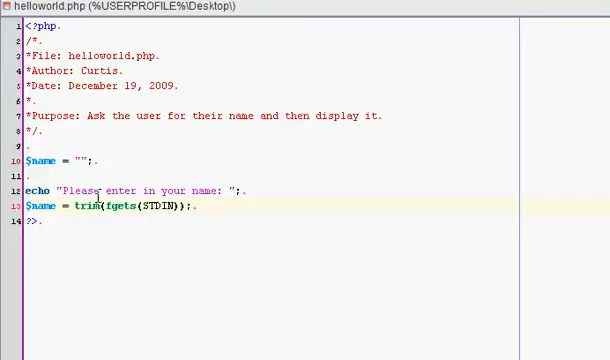 helloworld.php (%USERPROFILE%\Desktop\)
1 <?php.
2 /*.
3 *File: helloworld.php.
4 *Author: Curtis.
5 *Date: December 19, 2009.
6 *.
7 *Purpose: Ask the user for their name and then display it.
8 */.
9 .
10 $name = "";.
11 .
12 echo "Please enter in your name: ";.
13 $name = trim(fgets(STDIN));.
14 ?>.